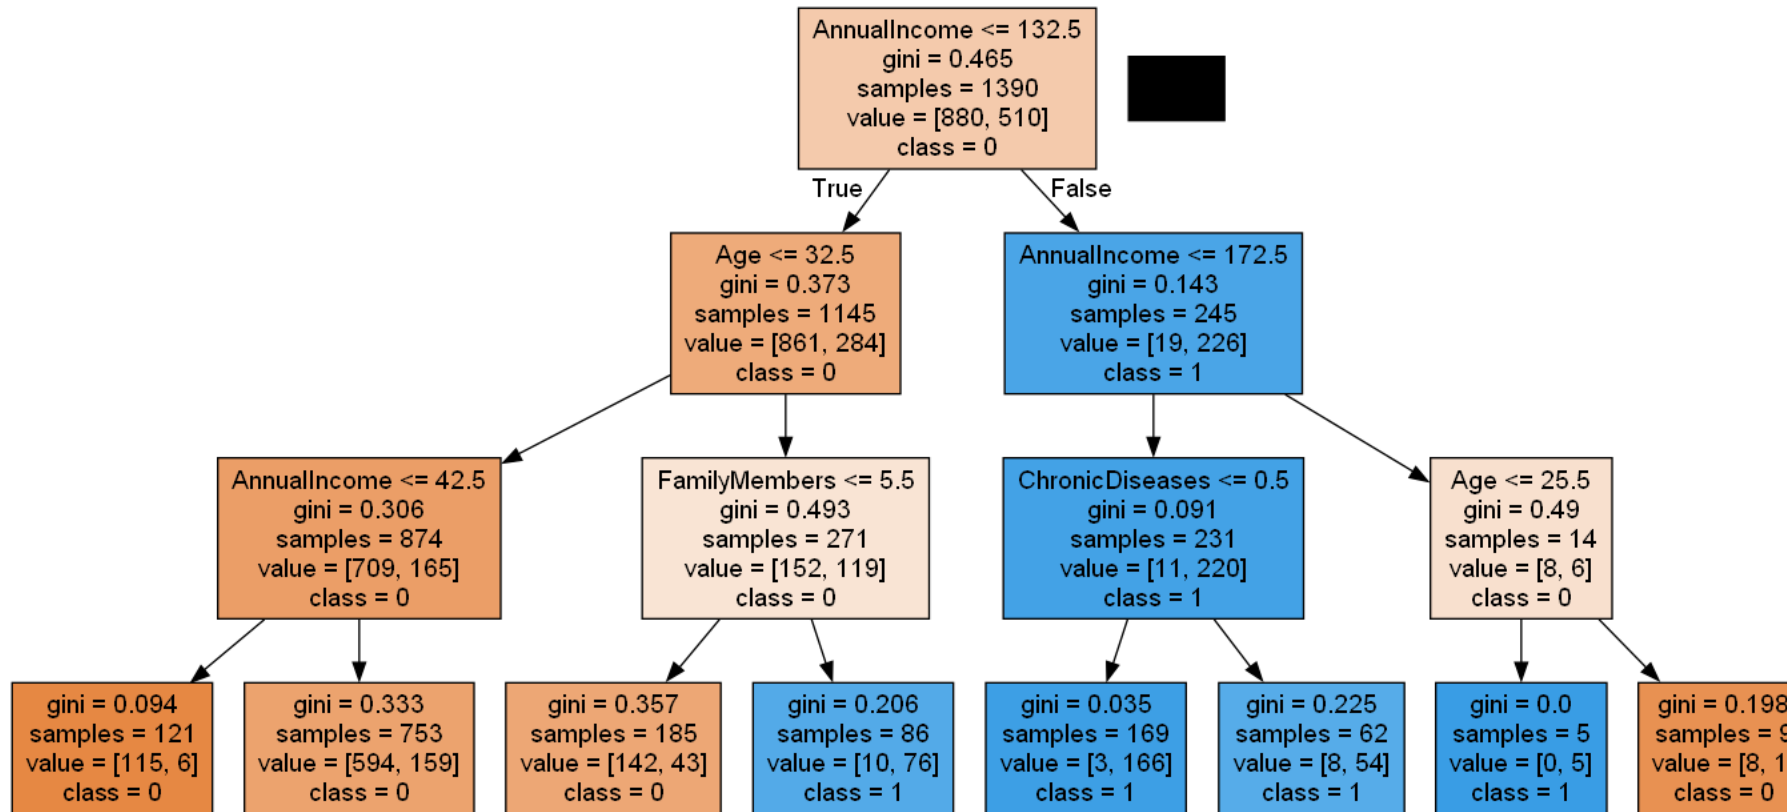 AnnualIncome <= 132.5
gini = 0.465
samples = 1390
value = [880, 510]
class = 0
True
False
Age <= 32.5
gini = 0.373
samples = 1145
value = [861, 284]
class = 0
AnnualIncome <= 172.5
gini = 0.143
samples = 245
value = [19, 226]
class = 1
AnnualIncome <= 42.5
gini = 0.306
samples = 874
value = [709, 165]
class = 0
FamilyMembers <= 5.5
gini = 0.493
samples = 271
value = [152, 119]
class = 0
ChronicDiseases <= 0.5
gini = 0.091
samples = 231
value = [11, 220]
class = 1
Age <= 25.5
gini = 0.49
samples = 14
value = [8, 6]
class = 0
gini = 0.094
samples = 121
value = [115, 6]
class = 0
gini = 0.333
samples = 753
value = [594, 159]
class = 0
gini = 0.357
samples = 185
value = [142, 43]
class = 0
gini = 0.206
samples = 86
value = [10, 76]
class = 1
gini = 0.035
samples = 169
value = [3, 166]
class = 1
gini = 0.225
samples = 62
value = [8, 54]
class = 1
gini = 0.0
samples = 5
value = [0, 5]
class = 1
gini = 0.198
samples = 9
value = [8, 1
class = 0